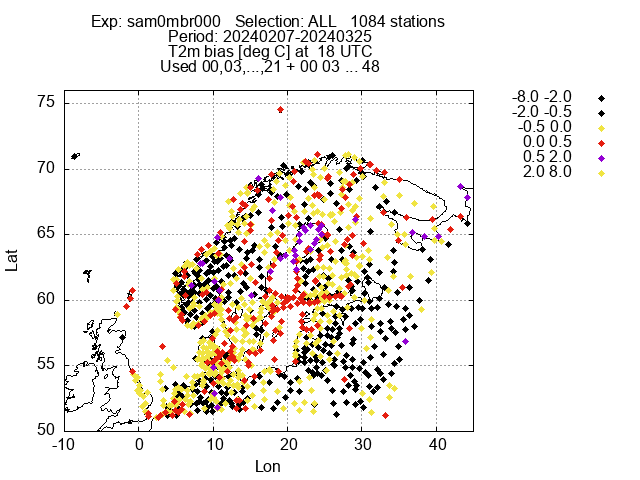 Exp: sam0mbr000 Selection: ALL 1084 stations
Period: 20240207-20240325
T2m bias [deg C] at 18 UTC
Used 00,03,...,21 + 00 03 ... 48
-8.0 -2.0
-2.0 -0.5
-0.5 0.0
0.0 0.5
0.5 2.0
2.0 8.0
75
70
65
60
55
50
Lat
-10 0 10 20 30 40
Lon